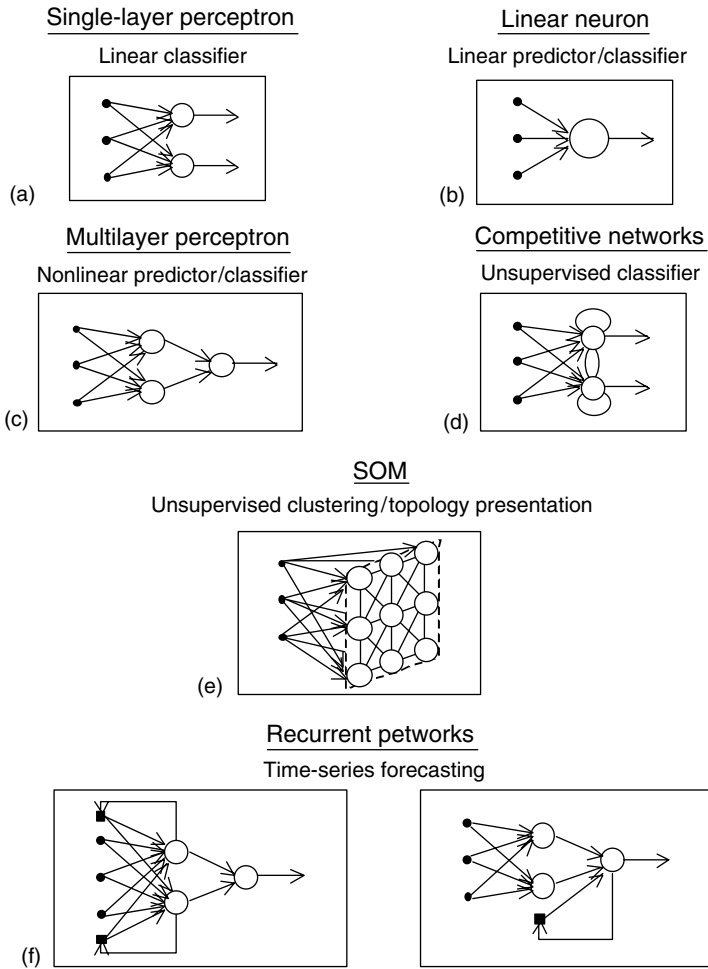 Single-layer perceptron
Linear classifier
(a)
Linear neuron
Linear predictor/classifier
(b)
Multilayer perceptron
Nonlinear predictor/classifier
(c)
Competitive networks
Unsupervised classifier
(d)
SOM
Unsupervised clustering/topology presentation
(e)
Recurrent petworks
Time-series forecasting
(f)